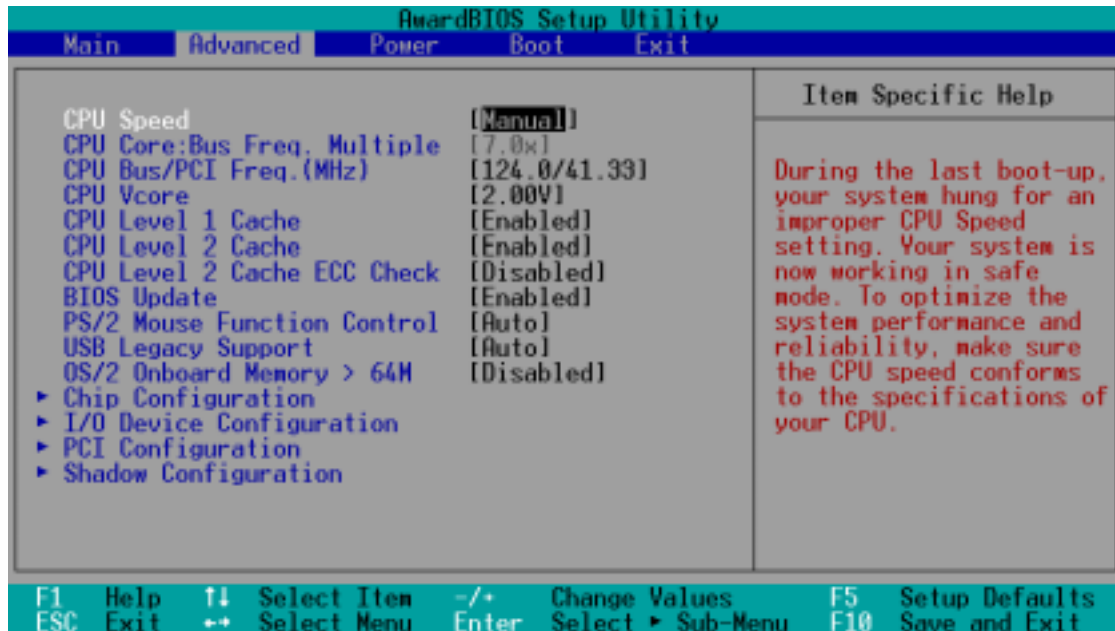 AwardBIOS Setup Utility
Main Advanced Power Boot Exit
CPU Speed [Manual]
CPU Core:Bus Freq. Multiple [7.0x]
CPU Bus/PCI Freq.(MHz) [124.0/41.33]
CPU Vcore [2.00V]
CPU Level 1 Cache [Enabled]
CPU Level 2 Cache [Enabled]
CPU Level 2 Cache ECC Check [Disabled]
BIOS Update [Enabled]
PS/2 Mouse Function Control [Auto]
USB Legacy Support [Auto]
OS/2 Onboard Memory > 64M [Disabled]
► Chip Configuration
► I/O Device Configuration
► PCI Configuration
► Shadow Configuration
Item Specific Help
During the last boot-up,
your system hung for an
improper CPU Speed
setting. Your system is
now working in safe
mode. To optimize the
system performance and
reliability, make sure
the CPU speed conforms
to the specifications of
your CPU.
F1 Help ↑↓ Select Item -/+ Change Values F5 Setup Defaults
ESC Exit ←→ Select Menu Enter Select ► Sub-Menu F10 Save and Exit